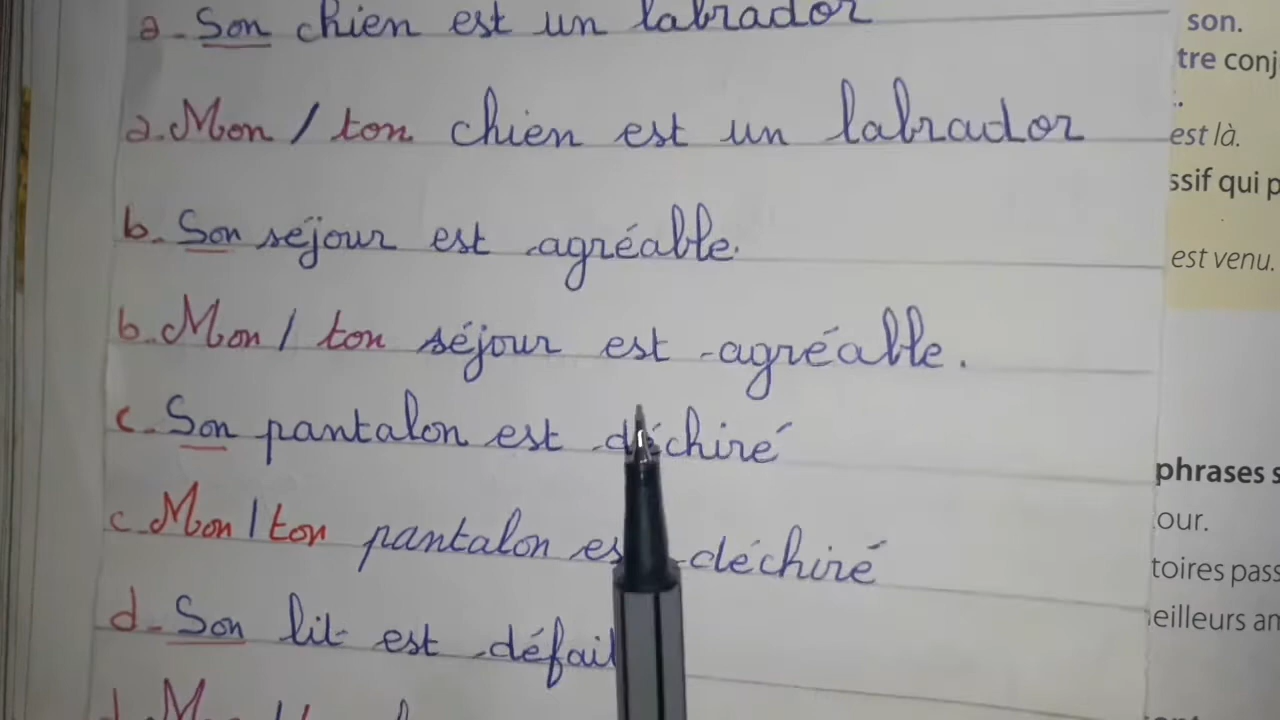 a. Son chien est un labrador
a. Mon / ton chien est un labrador
b. Son séjour est agréable.
b. Mon / ton séjour est agréable.
c. Son pantalon est déchiré
c. Mon / ton pantalon est déchiré
d. Son lit est défait
son.
tre conj
est là.
ssif qui p
est venu.
phrases s
our.
toires pass
eilleurs am